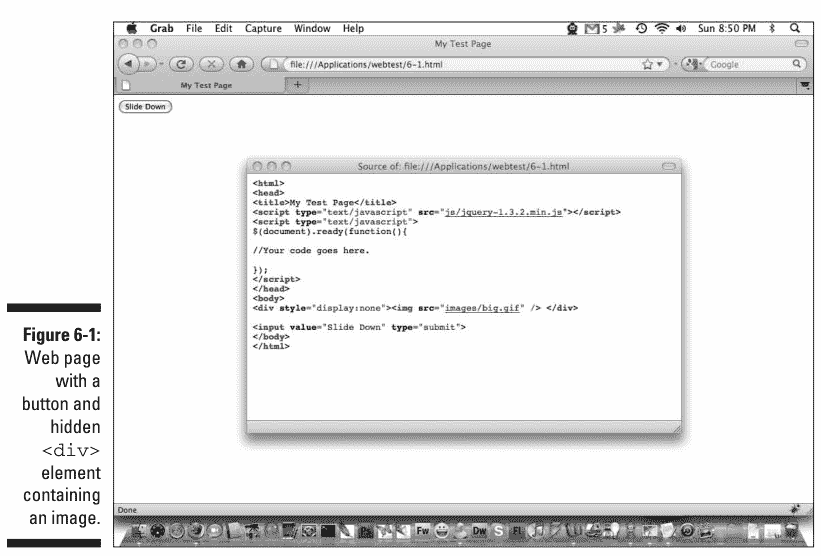 Grab File Edit Capture Window Help 5 Sun 8:50 PM
My Test Page
file:///Applications/webtest/6-1.html Google
My Test Page +
Slide Down
Source of: file:///Applications/webtest/6-1.html
<html>
<head>
<title>My Test Page</title>
<script type="text/javascript" src="js/jquery-1.3.2.min.js"></script>
<script type="text/javascript">
$(document).ready(function(){
//Your code goes here.
});
</script>
</head>
<body>
<div style="display:none"><img src="images/big.gif" /> </div>
<input value="Slide Down" type="submit">
</body>
</html>
Figure 6-1:
Web page
with a
button and
hidden
<div>
element
containing
an image.
Done
Fw Dw S Fl